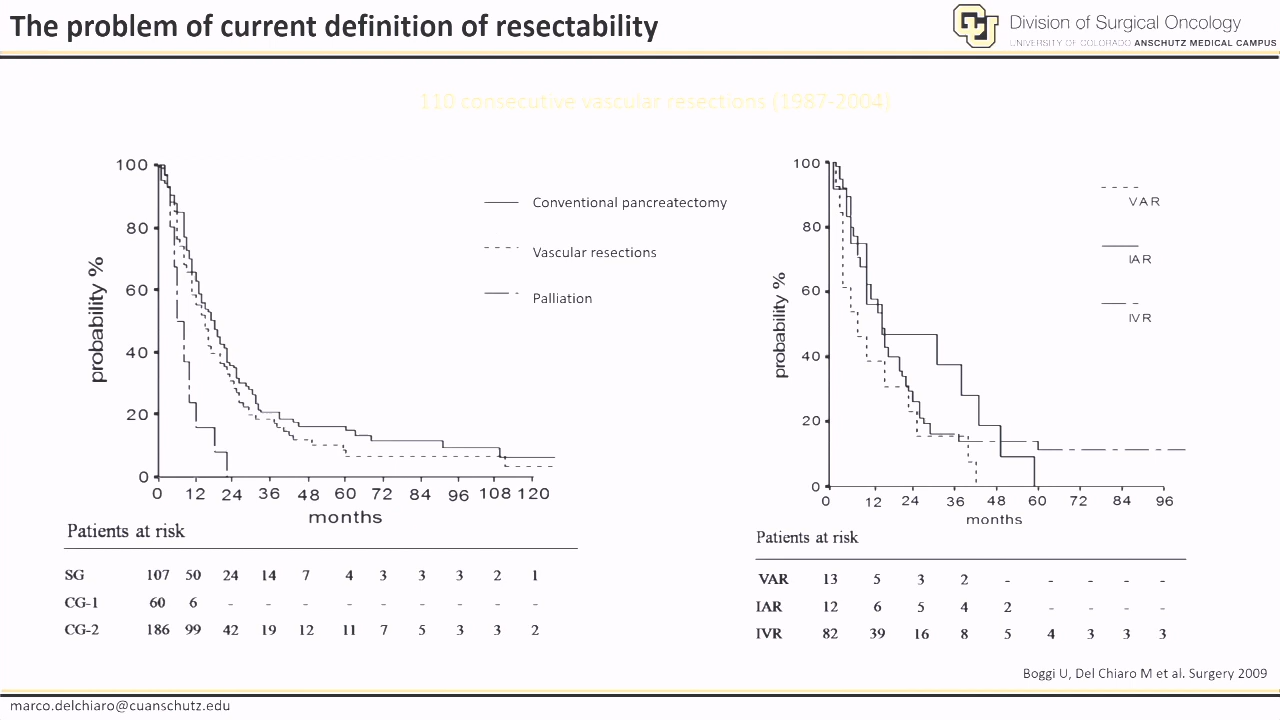 The problem of current definition of resectability
Division of Surgical Oncology
UNIVERSITY OF COLORADO ANSCHUTZ MEDICAL CAMPUS
110 consecutive vascular resections (1987-2004)
100
80
60
40
20
0
probability %
0 12 24 36 48 60 72 84 96 108 120
months
Conventional pancreatectomy
Vascular resections
Palliation
Patients at risk
SG 107 50 24 14 7 4 3 3 3 2 1
CG-1 60 6 - - - - - - - - -
CG-2 186 99 42 19 12 11 7 5 3 3 2
100
80
60
40
20
0
probability %
0 12 24 36 48 60 72 84 96
months
VAR
IAR
IVR
Patients at risk
VAR 13 5 3 2 - - - - -
IAR 12 6 5 4 2 - - - -
IVR 82 39 16 8 5 4 3 3 3
Boggi U, Del Chiaro M et al. Surgery 2009
marco.delchiaro@cuanschutz.edu